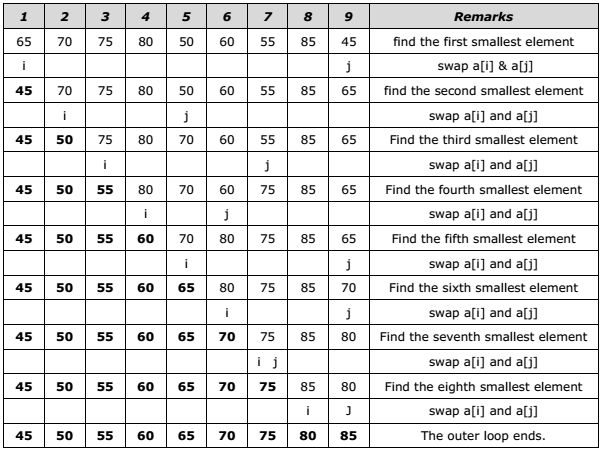 1 2 3 4 5 6 7 8 9 Remarks
65 70 75 80 50 60 55 85 45 find the first smallest element
i j swap a[i] & a[j]
45 70 75 80 50 60 55 85 65 find the second smallest element
i j swap a[i] and a[j]
45 50 75 80 70 60 55 85 65 Find the third smallest element
i j swap a[i] and a[j]
45 50 55 80 70 60 75 85 65 Find the fourth smallest element
i j swap a[i] and a[j]
45 50 55 60 70 80 75 85 65 Find the fifth smallest element
i j swap a[i] and a[j]
45 50 55 60 65 80 75 85 70 Find the sixth smallest element
i j swap a[i] and a[j]
45 50 55 60 65 70 75 85 80 Find the seventh smallest element
i j swap a[i] and a[j]
45 50 55 60 65 70 75 85 80 Find the eighth smallest element
i J swap a[i] and a[j]
45 50 55 60 65 70 75 80 85 The outer loop ends.